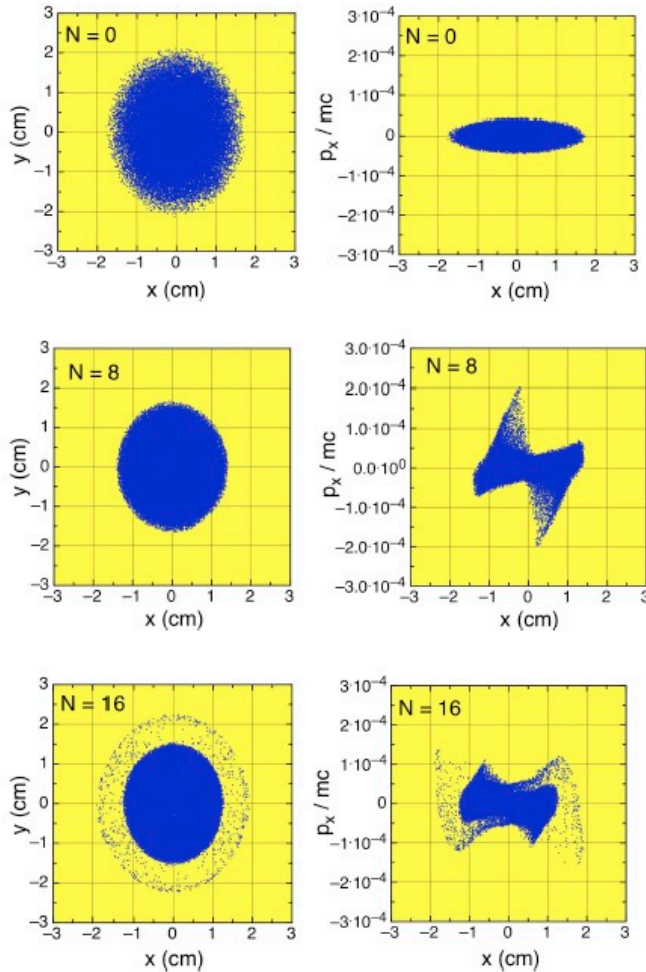 N = 0
y (cm)
3
2
1
0
−1
−2
−3
−3 −2 −1 0 1 2 3
x (cm)
N = 0
pₓ / mc
3·10⁻⁴
2·10⁻⁴
1·10⁻⁴
0
−1·10⁻⁴
−2·10⁻⁴
−3·10⁻⁴
−3 −2 −1 0 1 2 3
x (cm)
N = 8
y (cm)
3
2
1
0
−1
−2
−3
−3 −2 −1 0 1 2 3
x (cm)
N = 8
pₓ / mc
3.0·10⁻⁴
2.0·10⁻⁴
1.0·10⁻⁴
0.0·10⁰
−1.0·10⁻⁴
−2.0·10⁻⁴
−3.0·10⁻⁴
−3 −2 −1 0 1 2 3
x (cm)
N = 16
y (cm)
3
2
1
0
−1
−2
−3
−3 −2 −1 0 1 2 3
x (cm)
N = 16
pₓ / mc
3·10⁻⁴
2·10⁻⁴
1·10⁻⁴
0
−1·10⁻⁴
−2·10⁻⁴
−3·10⁻⁴
−3 −2 −1 0 1 2 3
x (cm)